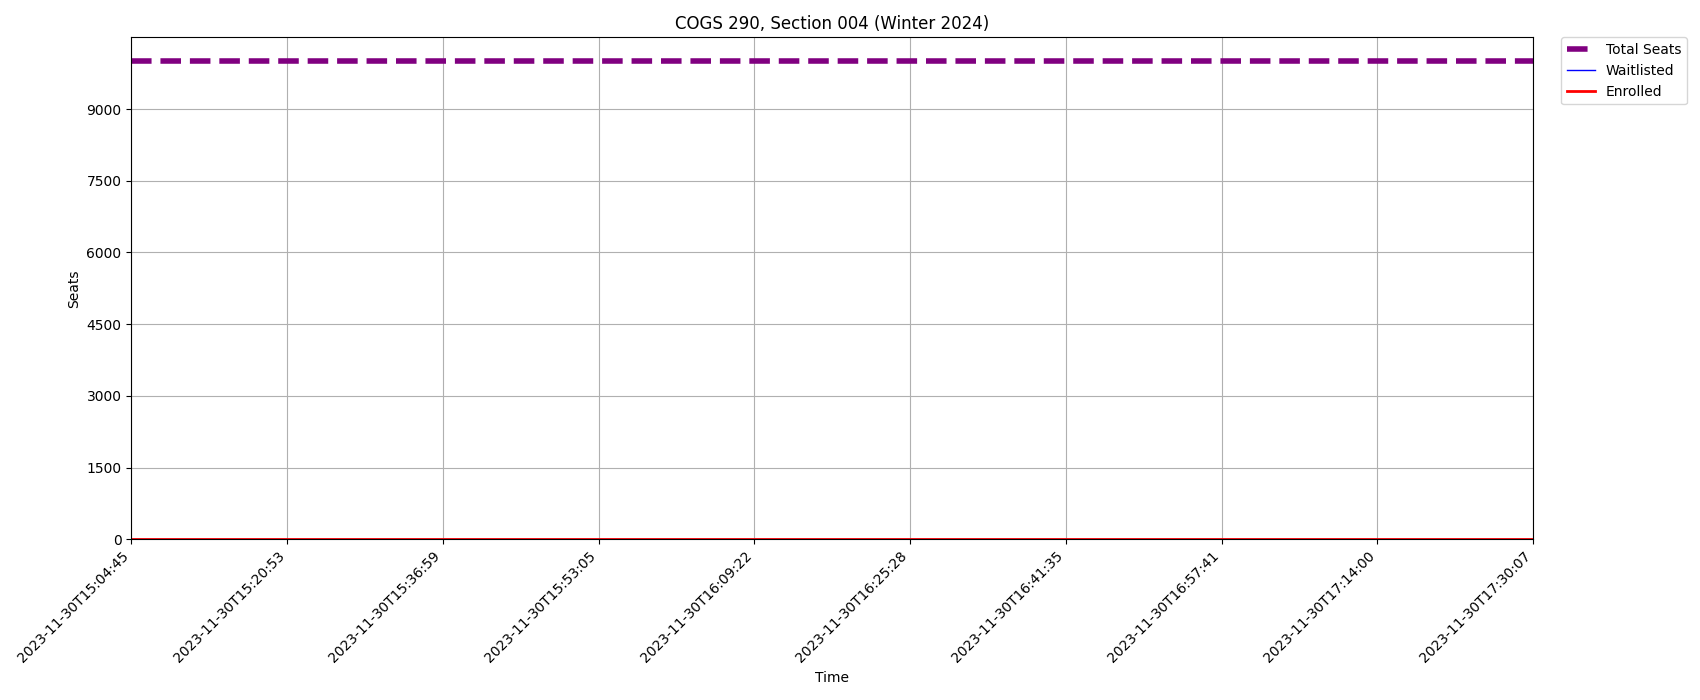 COGS 290, Section 004 (Winter 2024)
Total Seats
Waitlisted
Enrolled
9000
7500
6000
4500
3000
1500
0
Seats
2023-11-30T15:04:45
2023-11-30T15:20:53
2023-11-30T15:36:59
2023-11-30T15:53:05
2023-11-30T16:09:22
2023-11-30T16:25:28
2023-11-30T16:41:35
2023-11-30T16:57:41
2023-11-30T17:14:00
2023-11-30T17:30:07
Time